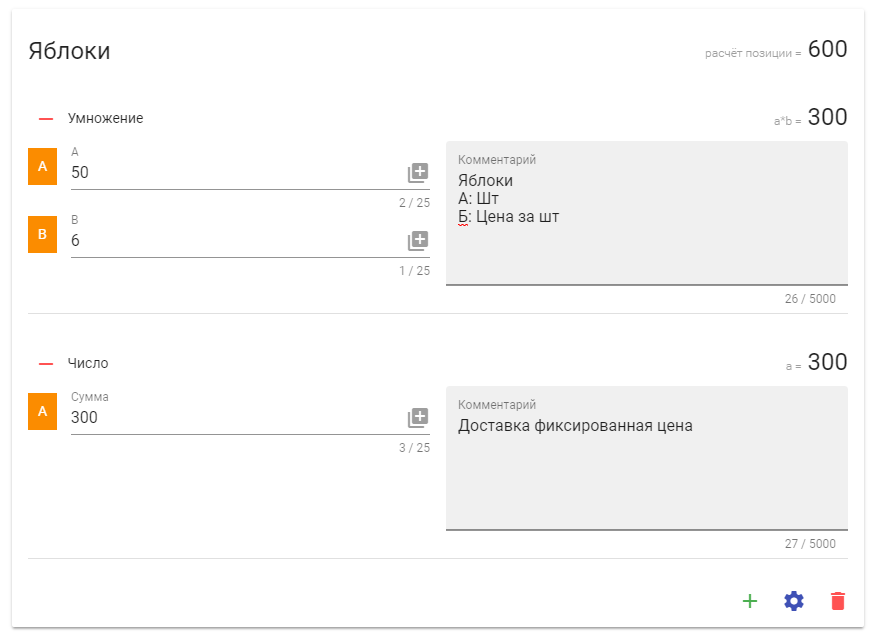 Яблоки
расчёт позиции = 600
Умножение
a*b = 300
A
A
50
2 / 25
B
B
6
1 / 25
Комментарий
Яблоки
А: Шт
Б: Цена за шт
26 / 5000
Число
a = 300
A
Сумма
300
3 / 25
Комментарий
Доставка фиксированная цена
27 / 5000